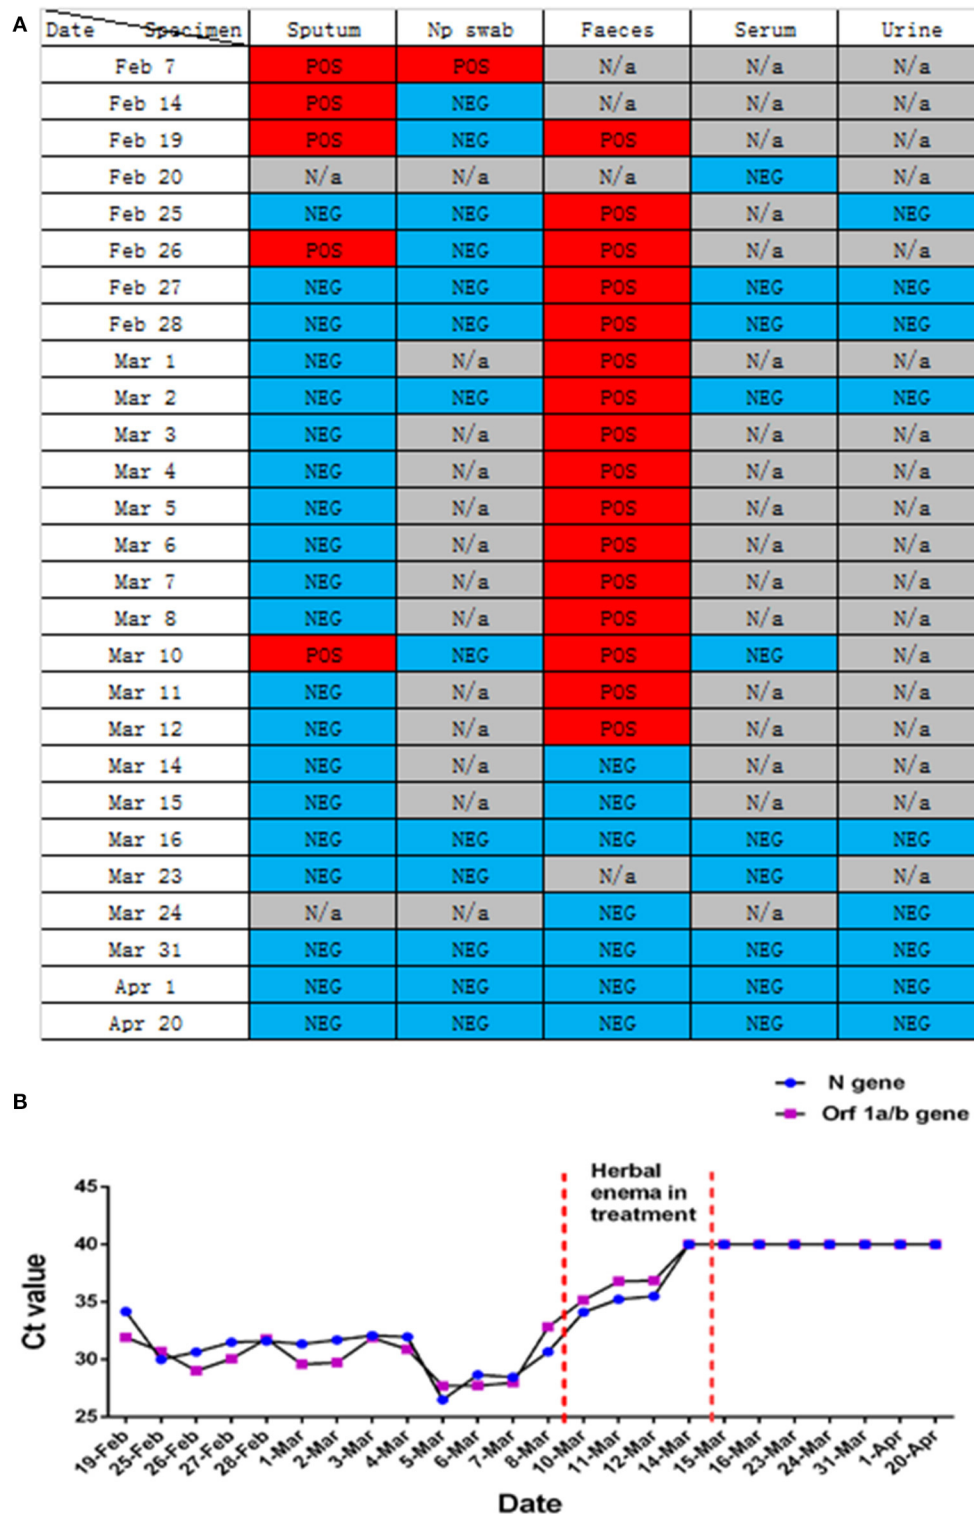 A
Date Specimen Sputum Np swab Faeces Serum Urine
Feb 7 POS POS N/a N/a N/a
Feb 14 POS NEG N/a N/a N/a
Feb 19 POS NEG POS N/a N/a
Feb 20 N/a N/a N/a NEG N/a
Feb 25 NEG NEG POS N/a NEG
Feb 26 POS NEG POS N/a N/a
Feb 27 NEG NEG POS NEG NEG
Feb 28 NEG NEG POS NEG NEG
Mar 1 NEG N/a POS N/a N/a
Mar 2 NEG NEG POS NEG NEG
Mar 3 NEG N/a POS N/a N/a
Mar 4 NEG N/a POS N/a N/a
Mar 5 NEG N/a POS N/a N/a
Mar 6 NEG N/a POS N/a N/a
Mar 7 NEG N/a POS N/a N/a
Mar 8 NEG N/a POS N/a N/a
Mar 10 POS NEG POS NEG N/a
Mar 11 NEG N/a POS N/a N/a
Mar 12 NEG N/a POS N/a N/a
Mar 14 NEG N/a NEG N/a N/a
Mar 15 NEG N/a NEG N/a N/a
Mar 16 NEG NEG NEG NEG NEG
Mar 23 NEG NEG N/a NEG N/a
Mar 24 N/a N/a NEG N/a NEG
Mar 31 NEG NEG NEG NEG NEG
Apr 1 NEG NEG NEG NEG NEG
Apr 20 NEG NEG NEG NEG NEG
B
N gene
Orf 1a/b gene
Herbal
enema in
treatment
45
40
35
30
25
Ct value
19-Feb 25-Feb 26-Feb 27-Feb 28-Feb 1-Mar 2-Mar 3-Mar 4-Mar 5-Mar 6-Mar 7-Mar 8-Mar 10-Mar 11-Mar 12-Mar 14-Mar 15-Mar 16-Mar 23-Mar 24-Mar 31-Mar 1-Apr 20-Apr
Date